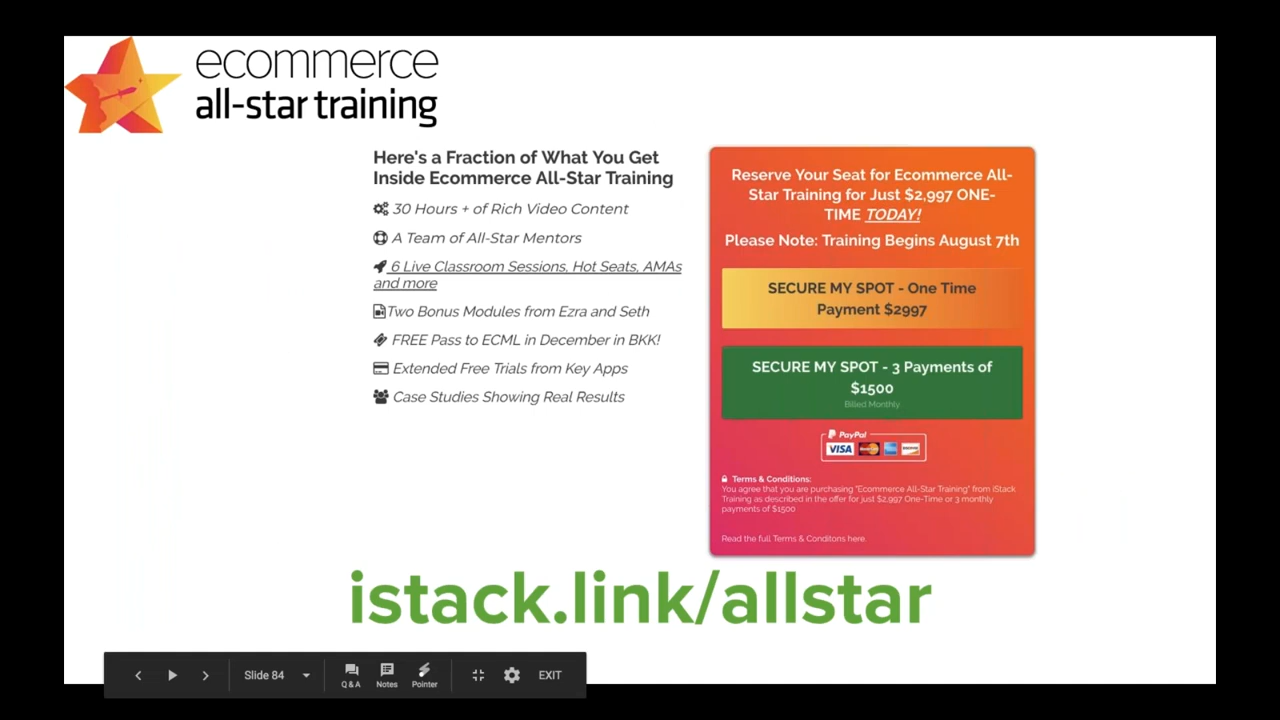 ecommerce
all-star training
Here's a Fraction of What You Get
Inside Ecommerce All-Star Training
30 Hours + of Rich Video Content
A Team of All-Star Mentors
6 Live Classroom Sessions, Hot Seats, AMAs
and more
Two Bonus Modules from Ezra and Seth
FREE Pass to ECML in December in BKK!
Extended Free Trials from Key Apps
Case Studies Showing Real Results
Reserve Your Seat for Ecommerce All-
Star Training for Just $2,997 ONE-
TIME TODAY!
Please Note: Training Begins August 7th
SECURE MY SPOT - One Time
Payment $2997
SECURE MY SPOT - 3 Payments of
$1500
Billed Monthly
PayPal
VISA MasterCard DISCOVER
Terms & Conditions:
You agree that you are purchasing "Ecommerce All-Star Training" from iStack
Training as described in the offer for just $2,997 One-Time or 3 monthly
payments of $1500
Read the full Terms & Conditons here.
istack.link/allstar
Slide 84
Q & A
Notes
Pointer
EXIT